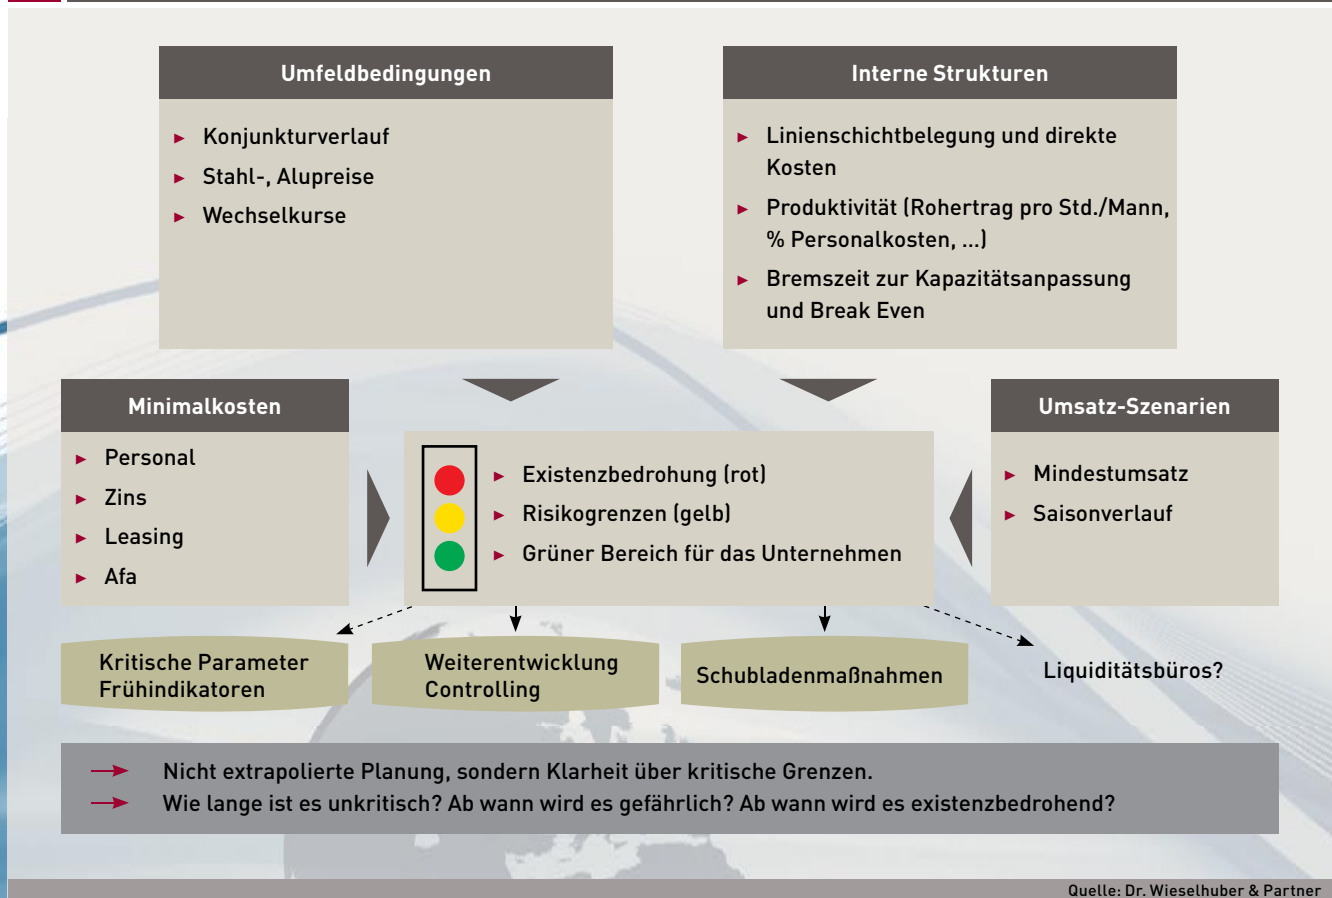 Umfeldbedingungen
Konjunkturverlauf
Stahl-, Alupreise
Wechselkurse
Interne Strukturen
Linienschichtbelegung und direkte
Kosten
Produktivität (Rohertrag pro Std./Mann,
% Personalkosten, ...)
Bremszeit zur Kapazitätsanpassung
und Break Even
Minimalkosten
Personal
Zins
Leasing
Afa
Existenzbedrohung (rot)
Risikogrenzen (gelb)
Grüner Bereich für das Unternehmen
Umsatz-Szenarien
Mindestumsatz
Saisonverlauf
Kritische Parameter
Frühindikatoren
Weiterentwicklung
Controlling
Schubladenmaßnahmen
Liquiditätsbüros?
Nicht extrapolierte Planung, sondern Klarheit über kritische Grenzen.
Wie lange ist es unkritisch? Ab wann wird es gefährlich? Ab wann wird es existenzbedrohend?
Quelle: Dr. Wieselhuber & Partner